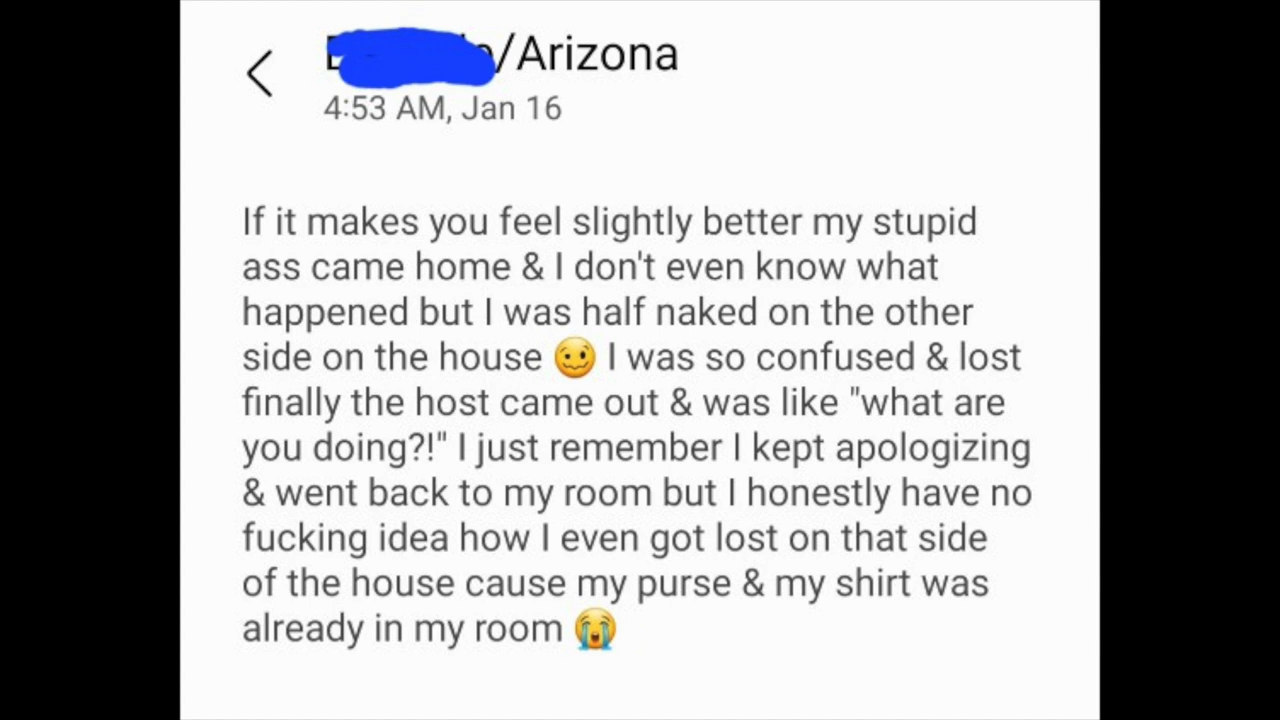 /Arizona
4:53 AM, Jan 16
If it makes you feel slightly better my stupid
ass came home & I don't even know what
happened but I was half naked on the other
side on the house 🥴 I was so confused & lost
finally the host came out & was like "what are
you doing?!" I just remember I kept apologizing
& went back to my room but I honestly have no
fucking idea how I even got lost on that side
of the house cause my purse & my shirt was
already in my room 😭